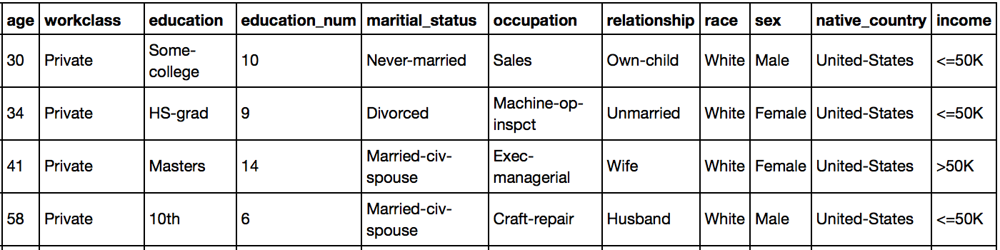 age workclass education education_num maritial_status occupation relationship race sex native_country income
30 Private Some-college 10 Never-married Sales Own-child White Male United-States <=50K
34 Private HS-grad 9 Divorced Machine-op-inspct Unmarried White Female United-States <=50K
41 Private Masters 14 Married-civ-spouse Exec-managerial Wife White Female United-States >50K
58 Private 10th 6 Married-civ-spouse Craft-repair Husband White Male United-States <=50K